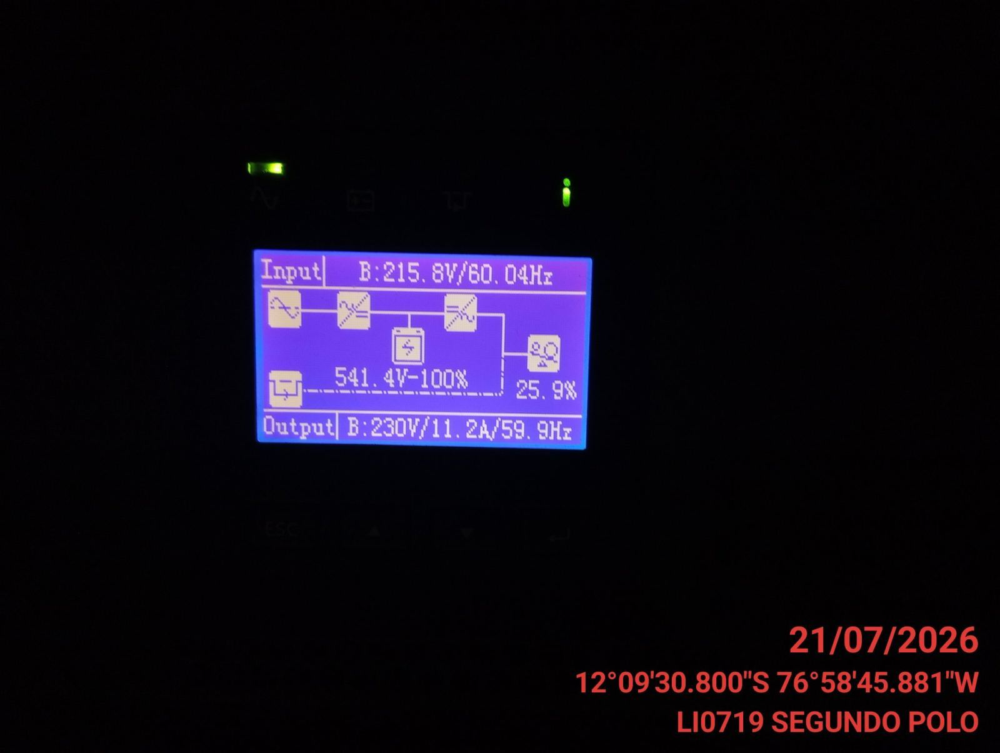 Input B:215.8V/60.04Hz
541.4V-100%
25.9%
Output B:230V/11.2A/59.9Hz
ESC
21/07/2026
12°09'30.800"S 76°58'45.881"W
LI0719 SEGUNDO POLO